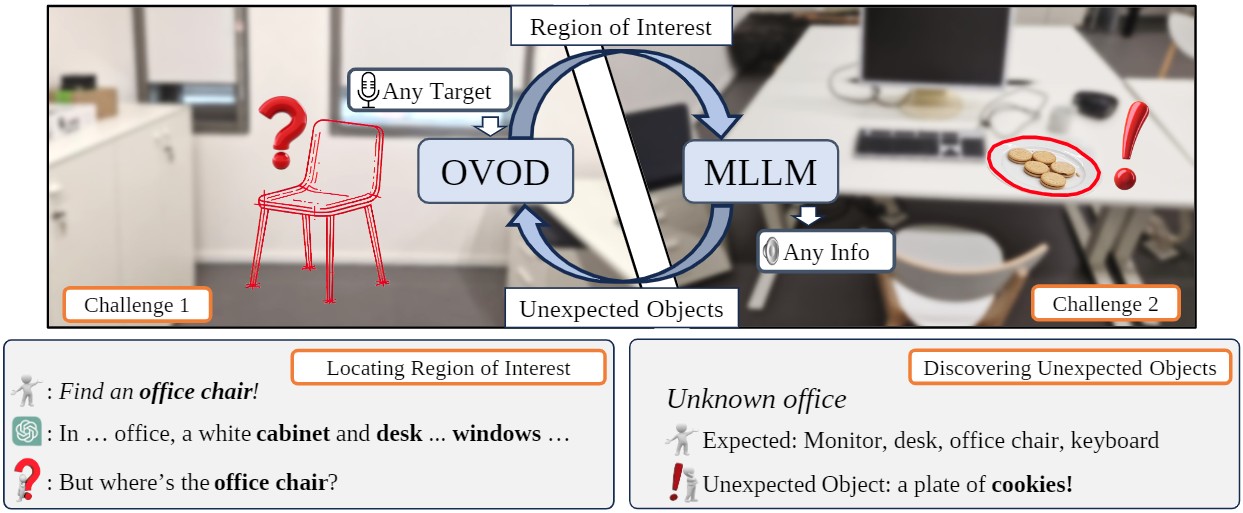 Region of Interest
Any Target
OVOD
MLLM
Any Info
Challenge 1
Unexpected Objects
Challenge 2
Locating Region of Interest
: Find an office chair!
: In … office, a white cabinet and desk ... windows …
: But where's the office chair?
Discovering Unexpected Objects
Unknown office
Expected: Monitor, desk, office chair, keyboard
Unexpected Object: a plate of cookies!